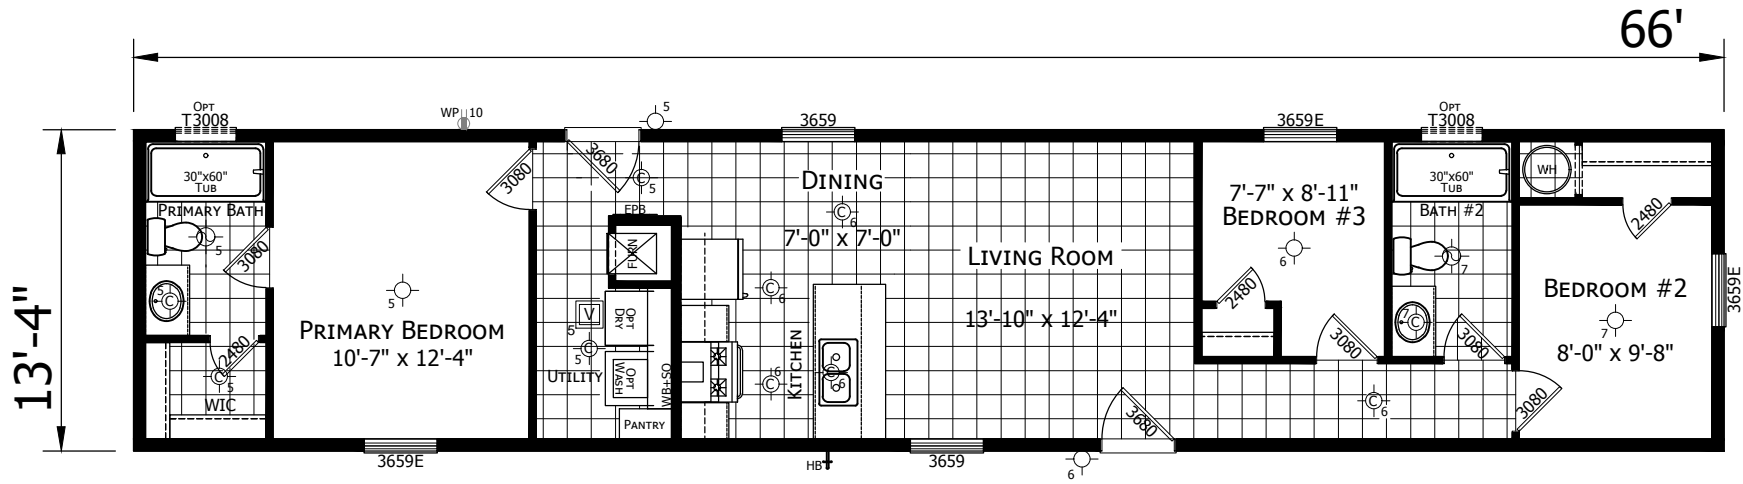 66'
13'-4"
OPT
T3008
WP 10
5
3659
3659E
OPT
T3008
30"x60"
TUB
PRIMARY BATH
5
3080
5
C
2480
C
5
WIC
5
PRIMARY BEDROOM
10'-7" x 12'-4"
3659E
3080
3680
C
5
EPB
FURN
V
5
C
5
OPT
DRY
OPT
WASH
UTILITY
WB+SO
PANTRY
DINING
C
6
7'-0" x 7'-0"
C
6
C
6
KITCHEN
C
6
HB
LIVING ROOM
13'-10" x 12'-4"
3659
3680
6
7'-7" x 8'-11"
BEDROOM #3
6
2480
3080
C
6
30"x60"
TUB
BATH #2
7
7
C
3080
WH
2480
BEDROOM #2
7
8'-0" x 9'-8"
3080
3659E